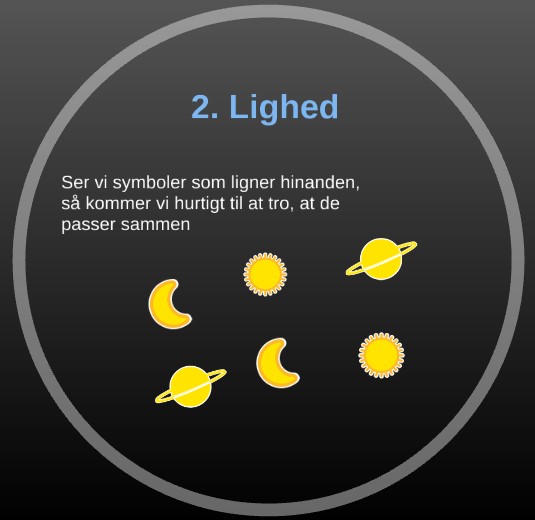 2. Lighed
Ser vi symboler som ligner hinanden,
så kommer vi hurtigt til at tro, at de
passer sammen